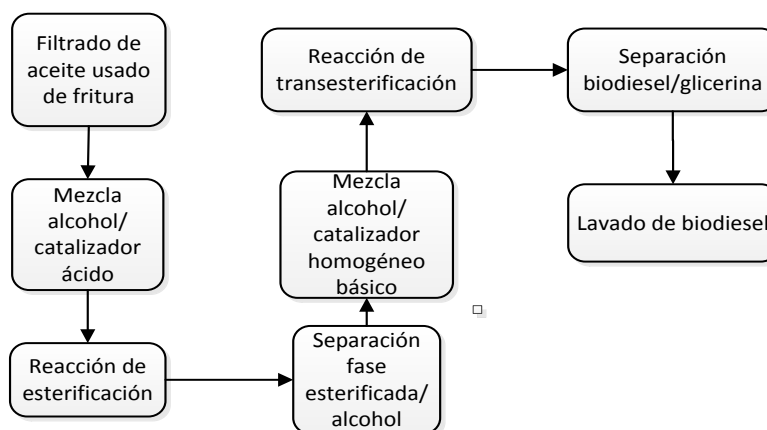 Filtrado de
aceite usado
de fritura
Mezcla
alcohol/
catalizador
ácido
Reacción de
esterificación
Separación
fase
esterificada/
alcohol
Mezcla
alcohol/
catalizador
homogéneo
básico
Reacción de
transesterificación
Separación
biodiesel/glicerina
Lavado de biodiesel